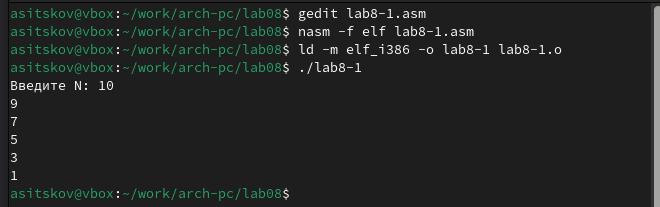 asitskov@vbox:~/work/arch-pc/lab08$ gedit lab8-1.asm
asitskov@vbox:~/work/arch-pc/lab08$ nasm -f elf lab8-1.asm
asitskov@vbox:~/work/arch-pc/lab08$ ld -m elf_i386 -o lab8-1 lab8-1.o
asitskov@vbox:~/work/arch-pc/lab08$ ./lab8-1
Введите N: 10
9
7
5
3
1
asitskov@vbox:~/work/arch-pc/lab08$